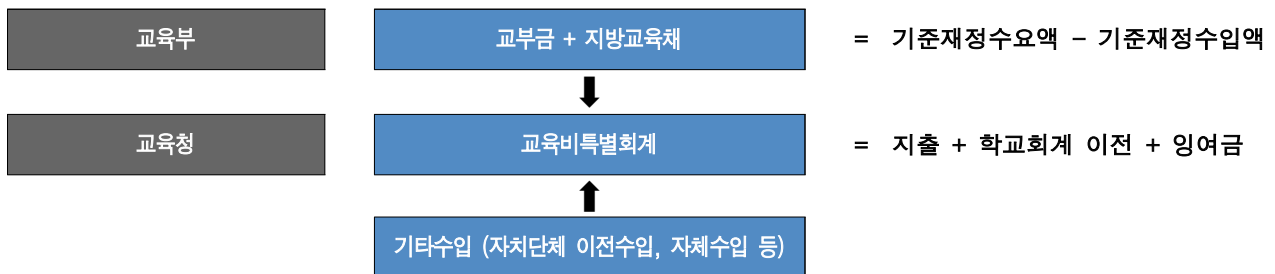 교육부
교부금 + 지방교육채
= 기준재정수요액 - 기준재정수입액
교육청
교육비특별회계
= 지출 + 학교회계 이전 + 잉여금
기타수입 (자치단체 이전수입, 자체수입 등)